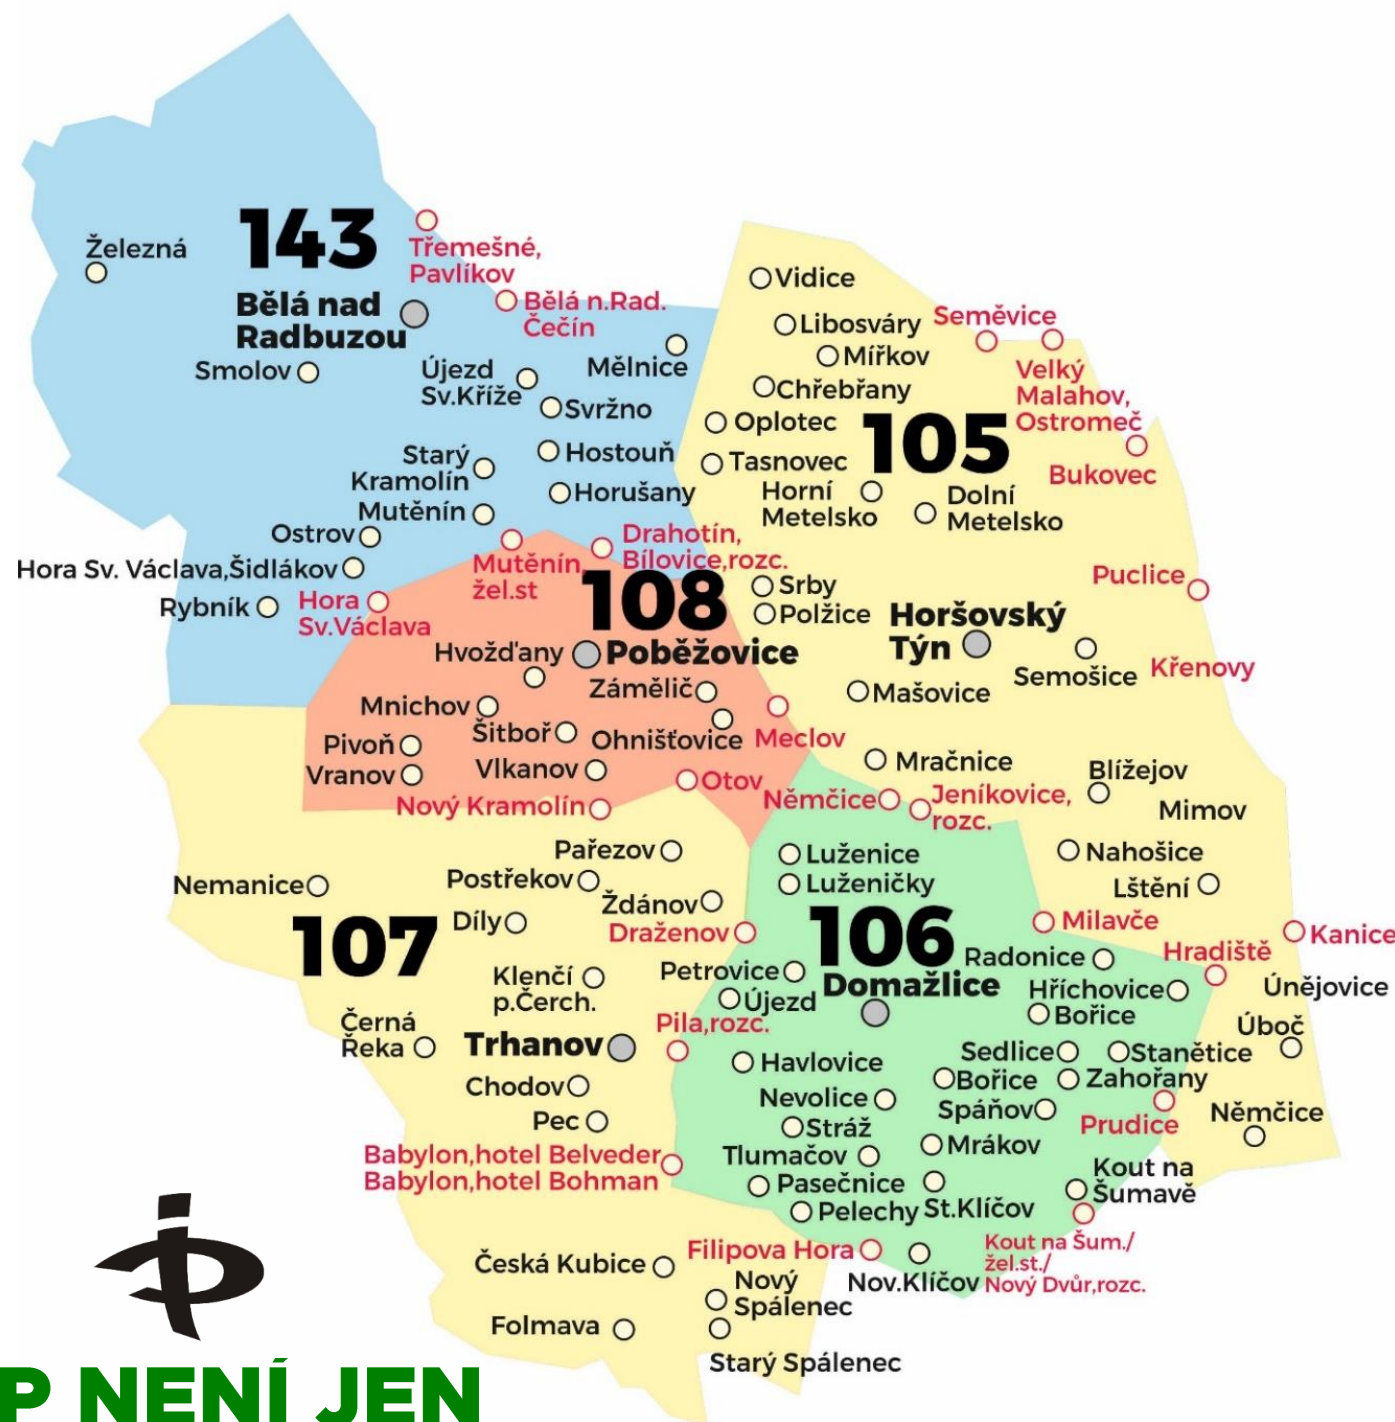 143
Železná
Třemešné,
Pavlíkov
Bělá nad
Radbuzou
Bělá n.Rad.
Čečín
Smolov
Újezd
Sv.Kříže
Mělnice
Svržno
Starý
Kramolín
Hostouň
Horušany
Mutěnín
Ostrov
Hora Sv. Václava,Šidlákov
Rybník
Hora
Sv.Václava
Mutěnín,
žel.st
Drahotín,
Bílovice,rozc.
Vidice
Libosváry
Mířkov
Seměvice
Velký
Malahov,
Ostromeč
Chřebřany
Oplotec
105
Bukovec
Tasnovec
Horní
Metelsko
Dolní
Metelsko
Puclice
Srby
Polžice
Horšovský
Týn
Semošice
Křenovy
Mašovice
Mračnice
Blížejov
Mimov
Nahošice
Lštění
108
Poběžovice
Hvožďany
Zámělič
Mnichov
Šitboř
Ohnišťovice
Meclov
Pivoň
Vranov
Vlkanov
Otov
Nový Kramolín
Němčice
Jeníkovice,
rozc.
Pařezov
Nemanice
Postřekov
Ždánov
Díly
Draženov
107
Klenčí
p.Čerch.
Černá
Řeka
Trhanov
Pila,rozc.
Chodov
Pec
Babylon,hotel Belveder
Babylon,hotel Bohman
Luženice
Luženičky
106
Domažlice
Milavče
Hradiště
Kanice
Radonice
Petrovice
Újezd
Hříchovice
Bořice
Únějovice
Úboč
Havlovice
Sedlice
Stanětice
Bořice
Zahořany
Nevolice
Spáňov
Stráž
Prudice
Němčice
Mrákov
Tlumačov
Kout na
Šumavě
Pasečnice
Pelechy
St.Klíčov
Filipova Hora
Nov.Klíčov
Kout na Šum./
žel.st./
Nový Dvůr,rozc.
Česká Kubice
Nový
Spálenec
Folmava
Starý Spálenec
P NENÍ JEN